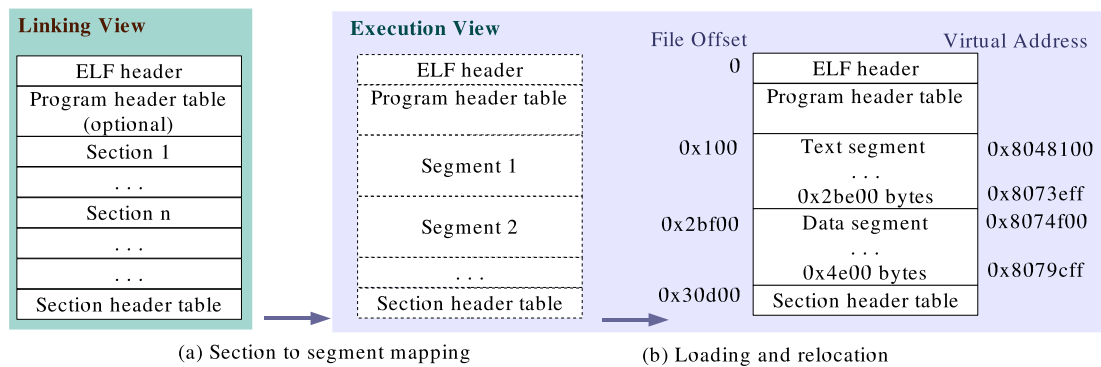 Linking View
ELF header
Program header table
(optional)
Section 1
. . .
Section n
. . .
. . .
Section header table
Execution View
ELF header
Program header table
Segment 1
Segment 2
. . .
Section header table
File Offset
Virtual Address
0
ELF header
Program header table
0x100
Text segment
0x8048100
. . .
0x2be00 bytes
0x8073eff
0x2bf00
Data segment
0x8074f00
. . .
0x4e00 bytes
0x8079cff
0x30d00
Section header table
(a) Section to segment mapping
(b) Loading and relocation